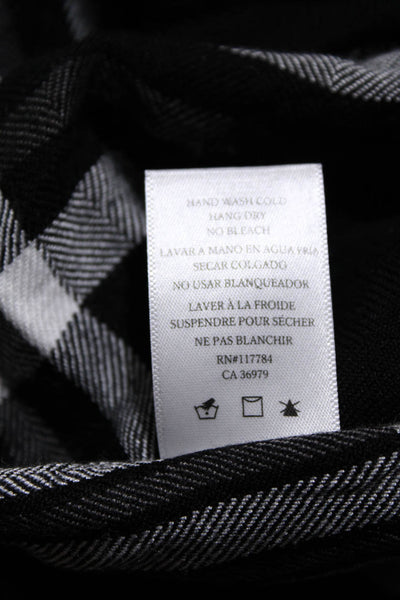 HAND WASH COLD
HANG DRY
NO BLEACH
LAVAR A MANO EN AGUA FRÍA
SECAR COLGADO
NO USAR BLANQUEADOR
LAVER À LA FROIDE
SUSPENDRE POUR SÉCHER
NE PAS BLANCHIR
RN#117784
CA 36979